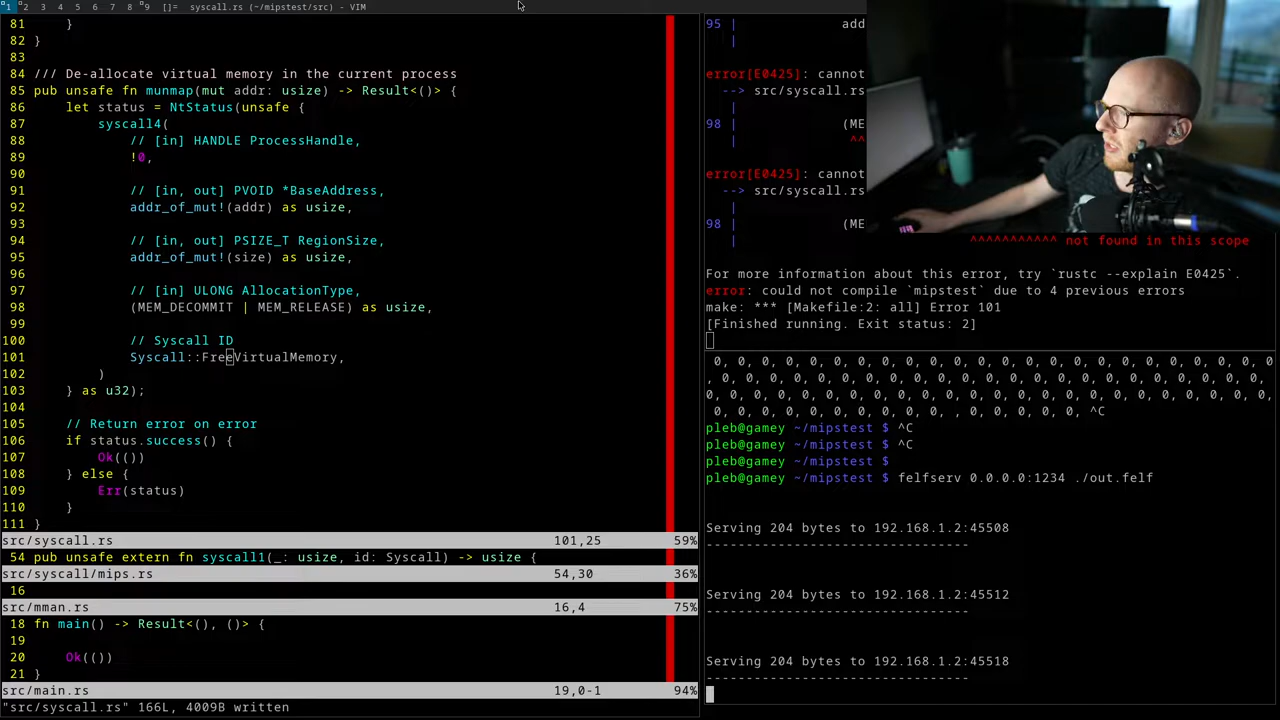 1 2 3 4 5 6 7 8 9 []= syscall.rs (~/mipstest/src) - VIM
81 }
82 }
83
84 /// De-allocate virtual memory in the current process
85 pub unsafe fn munmap(mut addr: usize) -> Result<()> {
86 let status = NtStatus(unsafe {
87 syscall4(
88 // [in] HANDLE ProcessHandle,
89 !0,
90
91 // [in, out] PVOID *BaseAddress,
92 addr_of_mut!(addr) as usize,
93
94 // [in, out] PSIZE_T RegionSize,
95 addr_of_mut!(size) as usize,
96
97 // [in] ULONG AllocationType,
98 (MEM_DECOMMIT | MEM_RELEASE) as usize,
99
100 // Syscall ID
101 Syscall::FreeVirtualMemory,
102 )
103 } as u32);
104
105 // Return error on error
106 if status.success() {
107 Ok(())
108 } else {
109 Err(status)
110 }
111 }
src/syscall.rs 101,25 59%
54 pub unsafe extern fn syscall1(_: usize, id: Syscall) -> usize {
src/syscall/mips.rs 54,30 36%
16
src/mman.rs 16,4 75%
18 fn main() -> Result<(), ()> {
19
20 Ok(())
21 }
src/main.rs 19,0-1 94%
"src/syscall.rs" 166L, 4009B written
95 | add
|
error[E0425]: cannot
--> src/syscall.rs
|
98 | (ME
| ^^
error[E0425]: cannot
--> src/syscall.rs
|
98 | (ME
| ^^^^^^^^^^^ not found in this scope
For more information about this error, try `rustc --explain E0425`.
error: could not compile `mipstest` due to 4 previous errors
make: *** [Makefile:2: all] Error 101
[Finished running. Exit status: 2]
0, 0, 0, 0, 0, 0, 0, 0, 0, 0, 0, 0, 0, 0, 0, 0, 0, 0, 0, 0, 0, 0, 0, 0
, 0, 0, 0, 0, 0, 0, 0, 0, 0, 0, 0, 0, 0, 0, 0, 0, 0, 0, 0, 0, 0, 0, 0, 0,
0, 0, 0, 0, 0, 0, 0, 0, 0, 0, 0, 0, 0, 0, 0, 0, 0, 0, 0, 0, 0, 0, 0, 0,
0, 0, 0, 0, 0, 0, 0, 0, 0, , 0, 0, 0, 0, ^C
pleb@gamey ~/mipstest $ ^C
pleb@gamey ~/mipstest $ ^C
pleb@gamey ~/mipstest $
pleb@gamey ~/mipstest $ felfserv 0.0.0.0:1234 ./out.felf
Serving 204 bytes to 192.168.1.2:45508
---------------------------------
Serving 204 bytes to 192.168.1.2:45512
---------------------------------
Serving 204 bytes to 192.168.1.2:45518
---------------------------------